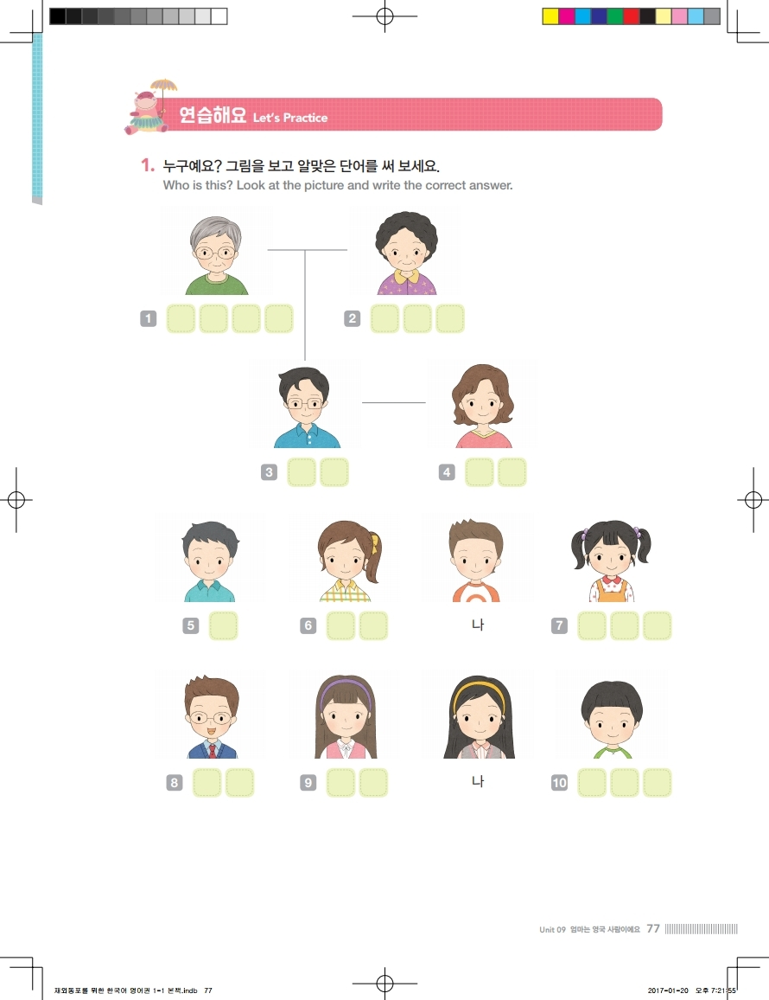 연습해요 Let's Practice
1. 누구예요? 그림을 보고 알맞은 단어를 써 보세요.
Who is this? Look at the picture and write the correct answer.
1 2
3 4
5 6 나 7
8 9 나 10
Unit 09 엄마는 영국 사람이에요 77
재외동포를 위한 한국어 영어권 1-1 본책.indb 77 2017-01-20 오후 7:21:55